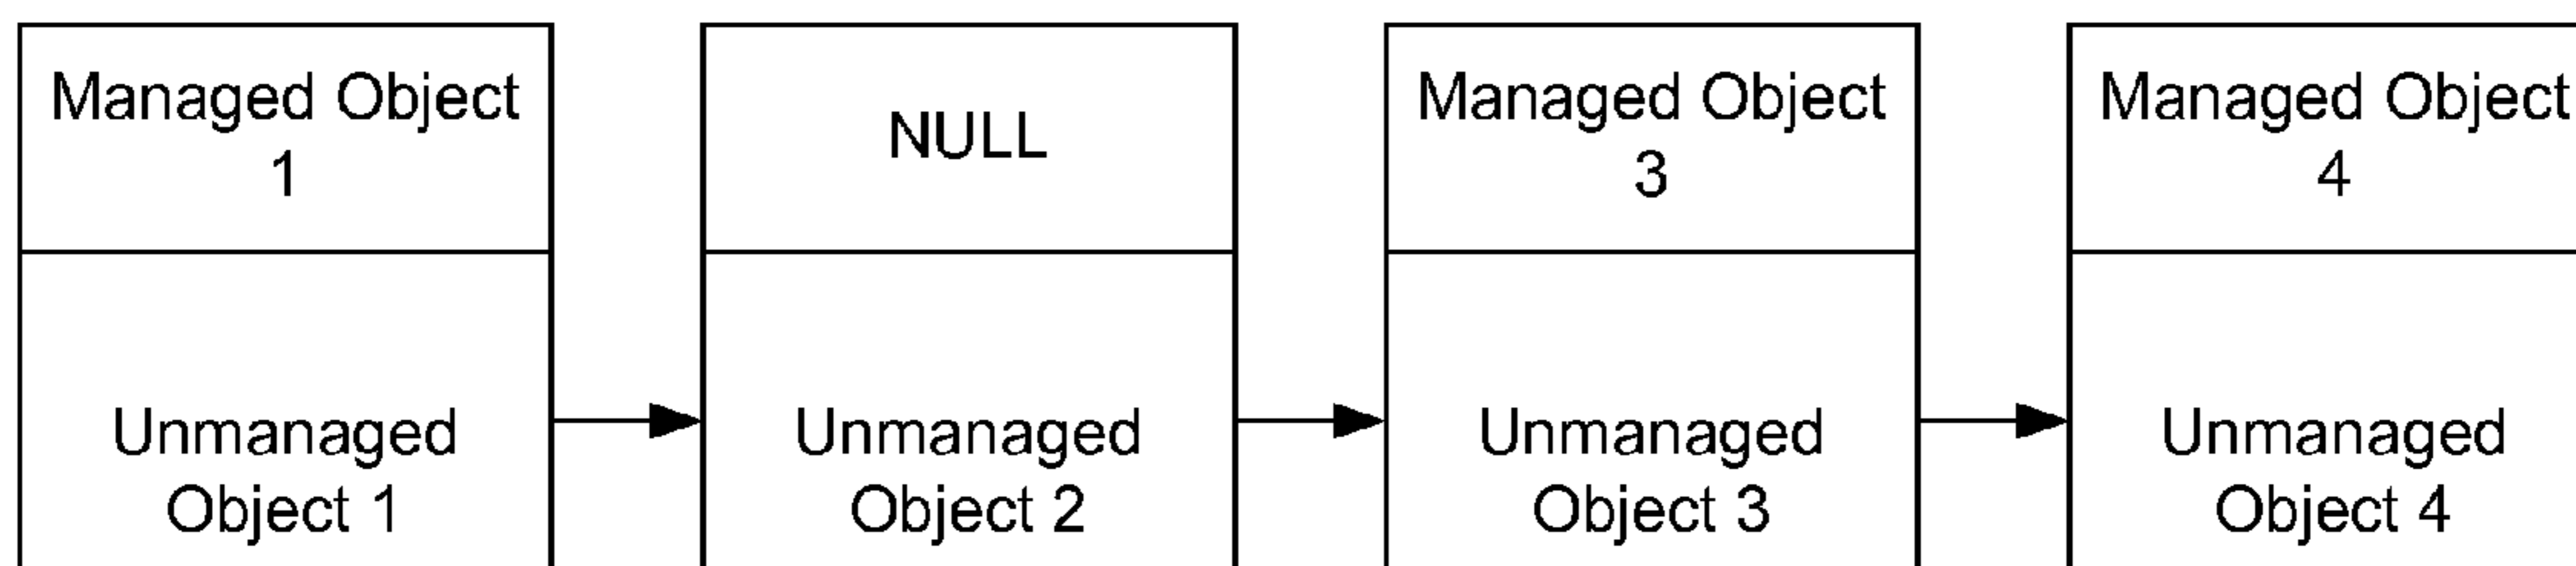 Managed Object
1
Unmanaged
Object 1
NULL
Unmanaged
Object 2
Managed Object
3
Unmanaged
Object 3
Managed Object
4
Unmanaged
Object 4